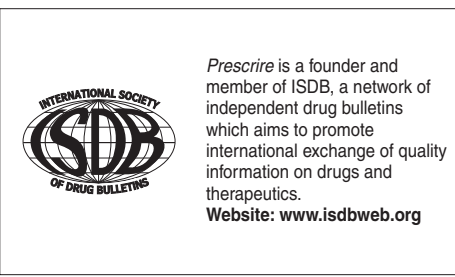 INTERNATIONAL SOCIETY
ISDB
OF DRUG BULLETINS
Prescrire is a founder and
member of ISDB, a network of
independent drug bulletins
which aims to promote
international exchange of quality
information on drugs and
therapeutics.
Website: www.isdbweb.org